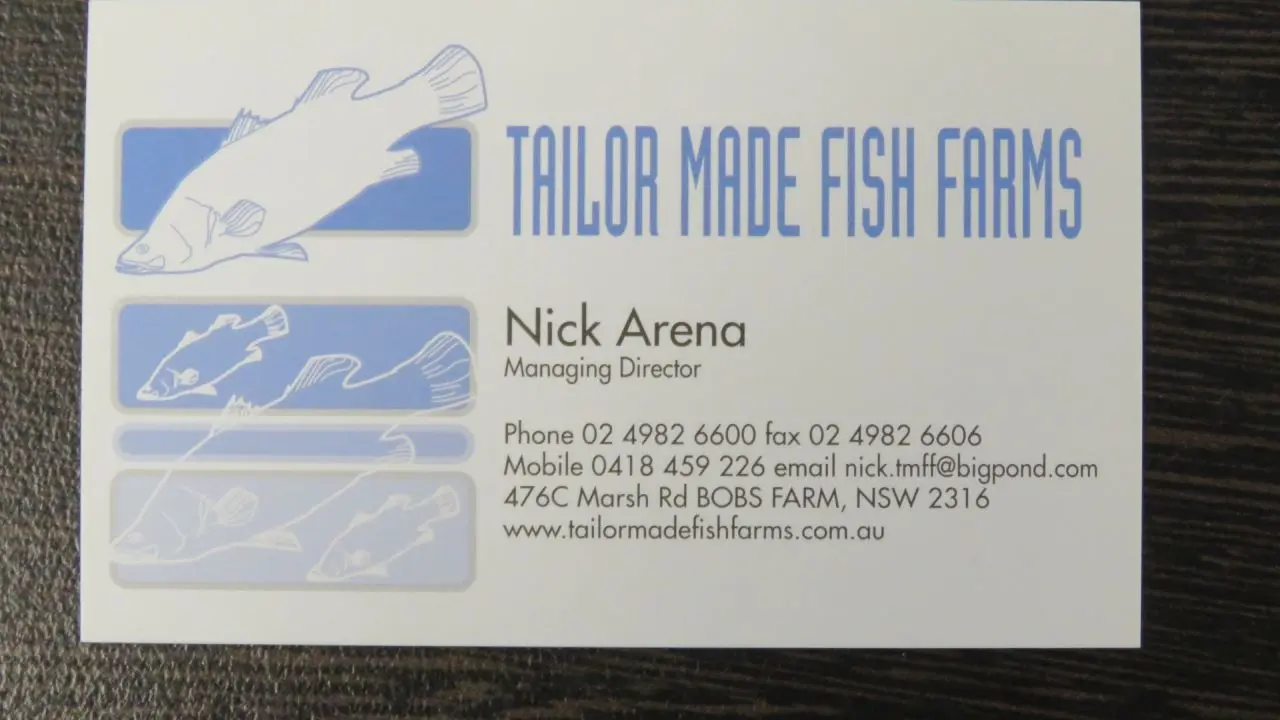 TAILOR MADE FISH FARMS
Nick Arena
Managing Director
Phone 02 4982 6600 fax 02 4982 6606
Mobile 0418 459 226 email nick.tmff@bigpond.com
476C Marsh Rd BOBS FARM, NSW 2316
www.tailormadefishfarms.com.au